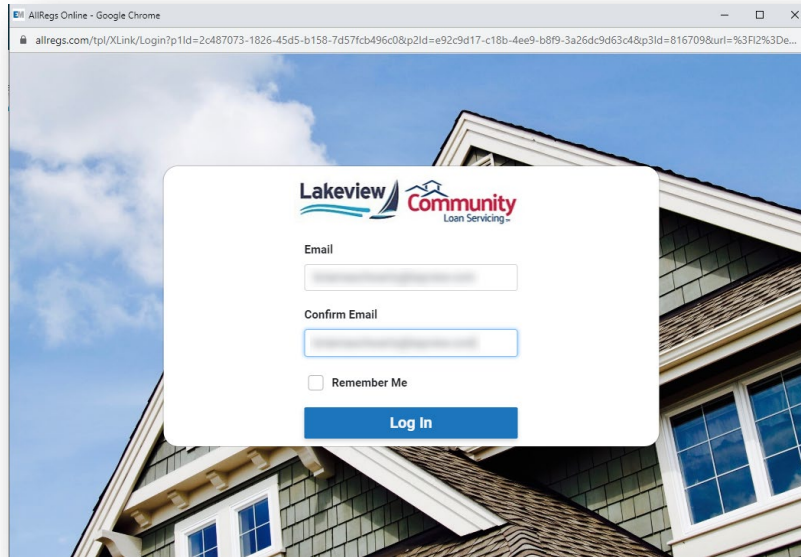 AllRegs Online - Google Chrome
allregs.com/tpl/XLink/Login?p1Id=2c487073-1826-45d5-b158-7d57fcb496c0&p2Id=e92c9d17-c18b-4ee9-b8f9-3a26dc9d63c4&p3Id=816709&url=%3Fl2%3De...
Lakeview Community
Loan Servicing
Email
Confirm Email
Remember Me
Log In